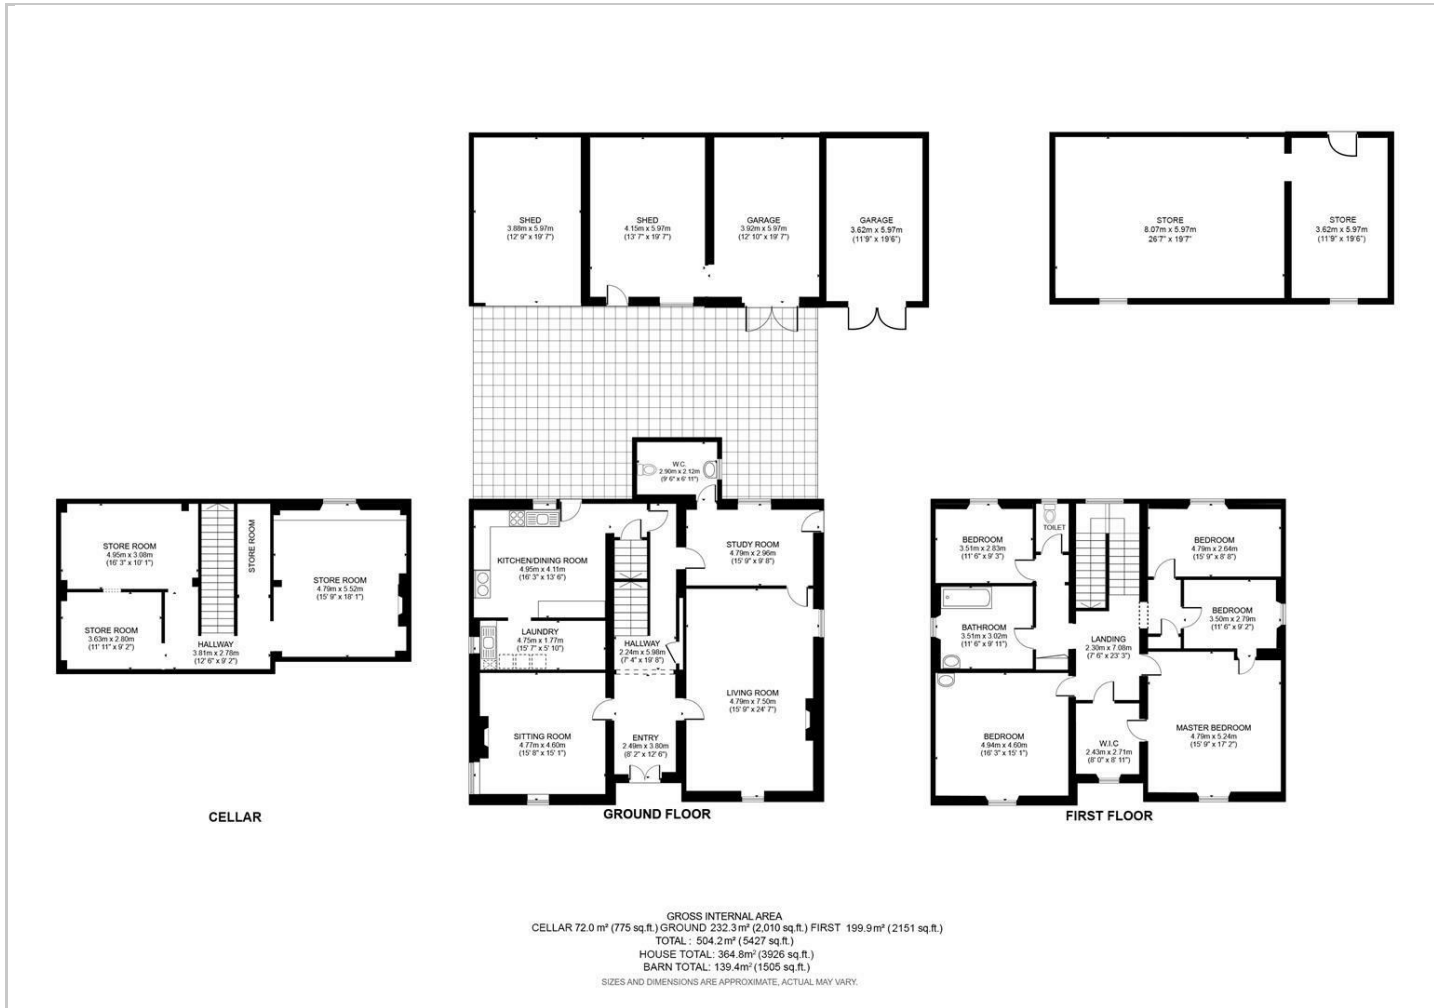 SHED
3.88m x 5.97m
(12' 9" x 19' 7")
SHED
4.15m x 5.97m
(13' 7" x 19' 7")
GARAGE
3.92m x 5.97m
(12' 10" x 19' 7")
GARAGE
3.62m x 5.97m
(11'9" x 19'6")
STORE
8.07m x 5.97m
26'7" x 19'7"
STORE
3.62m x 5.97m
(11'9" x 19'6")
STORE ROOM
4.95m x 3.08m
(16' 3" x 10' 1")
STORE ROOM
STORE ROOM
4.79m x 5.52m
(15' 9" x 18' 1")
STORE ROOM
3.63m x 2.80m
(11' 11" x 9' 2")
HALLWAY
3.81m x 2.78m
(12' 6" x 9' 2")
CELLAR
W.C.
2.90m x 2.12m
(9' 6" x 6' 11")
KITCHEN/DINING ROOM
4.95m x 4.11m
(16' 3" x 13' 6")
STUDY ROOM
4.79m x 2.96m
(15' 9" x 9' 8")
LAUNDRY
4.75m x 1.77m
(15' 7" x 5' 10")
HALLWAY
2.24m x 5.98m
(7' 4" x 19' 8")
LIVING ROOM
4.79m x 7.50m
(15' 9" x 24' 7")
SITTING ROOM
4.77m x 4.60m
(15' 8" x 15' 1")
ENTRY
2.49m x 3.80m
(8' 2" x 12' 6")
GROUND FLOOR
BEDROOM
3.51m x 2.83m
(11' 6" x 9' 3")
TOILET
BEDROOM
4.79m x 2.64m
(15' 9" x 8' 8")
BATHROOM
3.51m x 3.02m
(11' 6" x 9' 11")
LANDING
2.30m x 7.08m
(7' 6" x 23' 3")
BEDROOM
3.50m x 2.79m
(11' 6" x 9' 2")
BEDROOM
4.94m x 4.60m
(16' 3" x 15' 1")
W.I.C
2.43m x 2.71m
(8' 0" x 8' 11")
MASTER BEDROOM
4.79m x 5.24m
(15' 9" x 17' 2")
FIRST FLOOR
GROSS INTERNAL AREA
CELLAR 72.0 m² (775 sq.ft.) GROUND 232.3 m² (2,010 sq.ft.) FIRST 199.9 m² (2151 sq.ft.)
TOTAL : 504.2 m² (5427 sq.ft.)
HOUSE TOTAL: 364.8m² (3926 sq.ft.)
BARN TOTAL: 139.4m² (1505 sq.ft.)
SIZES AND DIMENSIONS ARE APPROXIMATE, ACTUAL MAY VARY.